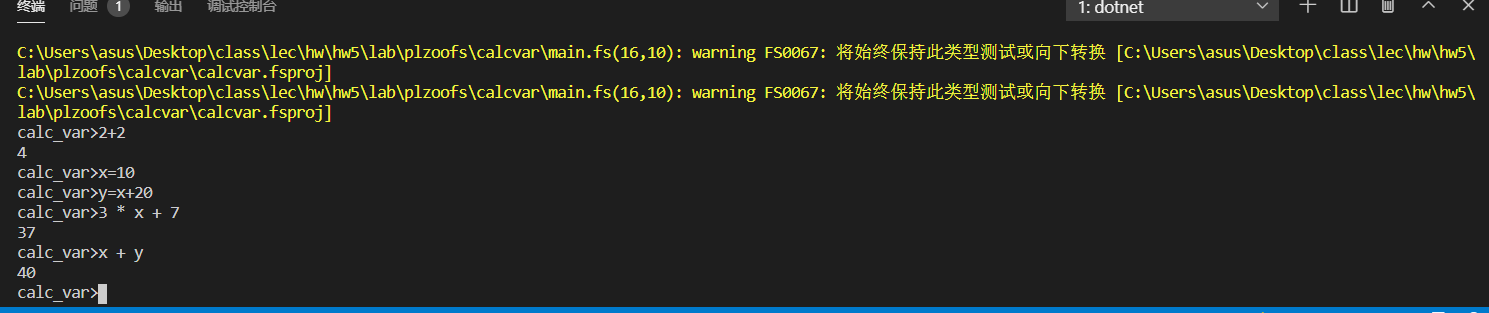 终端 问题 1 输出 调试控制台 1: dotnet
C:\Users\asus\Desktop\class\lec\hw\hw5\lab\plzoofs\calcvar\main.fs(16,10): warning FS0067: 将始终保持此类型测试或向下转换 [C:\Users\asus\Desktop\class\lec\hw\hw5\
lab\plzoofs\calcvar\calcvar.fsproj]
C:\Users\asus\Desktop\class\lec\hw\hw5\lab\plzoofs\calcvar\main.fs(16,10): warning FS0067: 将始终保持此类型测试或向下转换 [C:\Users\asus\Desktop\class\lec\hw\hw5\
lab\plzoofs\calcvar\calcvar.fsproj]
calc_var>2+2
4
calc_var>x=10
calc_var>y=x+20
calc_var>3 * x + 7
37
calc_var>x + y
40
calc_var>